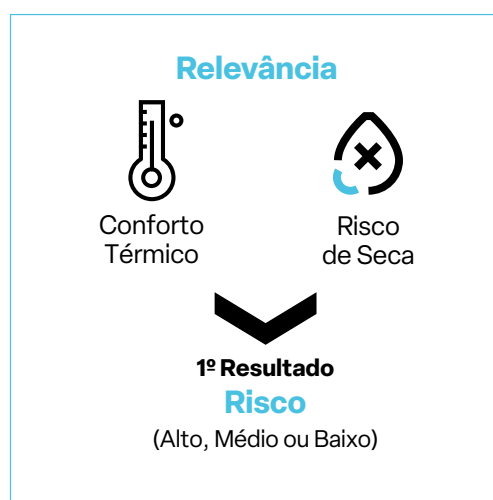 Relevância
Conforto
Térmico
Risco
de Seca
1º Resultado
Risco
(Alto, Médio ou Baixo)